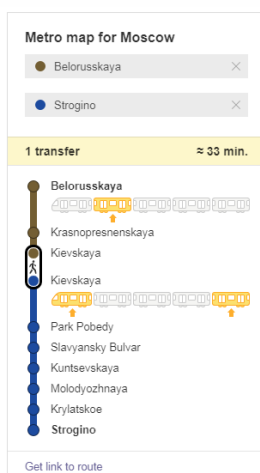 Metro map for Moscow
Belorusskaya
Strogino
1 transfer ≈ 33 min.
Belorusskaya
Krasnopresnenskaya
Kievskaya
Kievskaya
Park Pobedy
Slavyansky Bulvar
Kuntsevskaya
Molodyozhnaya
Krylatskoe
Strogino
Get link to route